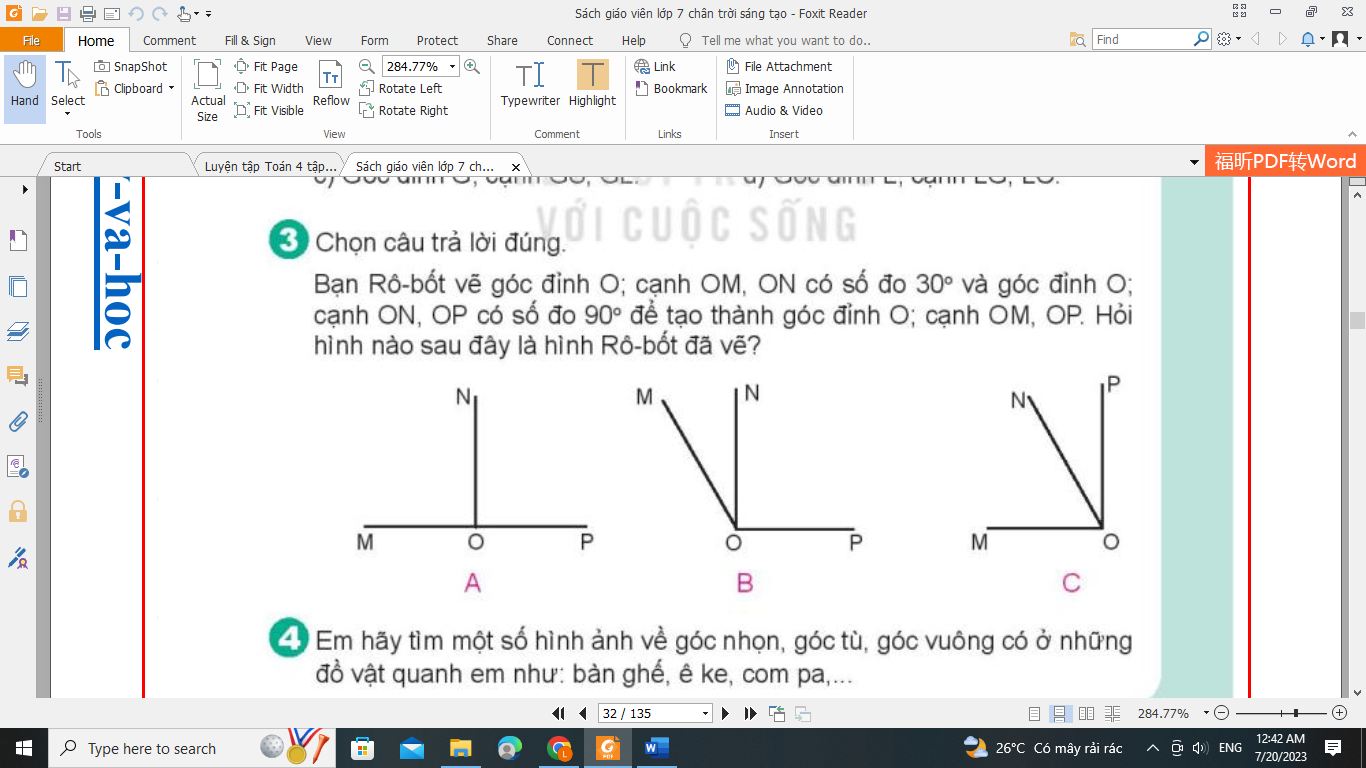 Sách giáo viên lớp 7 chân trời sáng tạo - Foxit Reader
File Home Comment Fill & Sign View Form Protect Share Connect Help Tell me what you want to do.. Find
Hand Select SnapShot Clipboard Actual Size Fit Page Fit Width Fit Visible Reflow 284.77% Rotate Left Rotate Right Typewriter Highlight Link Bookmark File Attachment Image Annotation Audio & Video
Tools View Comment Links Insert
Start Luyện tập Toán 4 tập... Sách giáo viên lớp 7 ch... 福昕PDF转Word
-va-hoc
VỚI CUỘC SỐNG
3 Chọn câu trả lời đúng.
Bạn Rô-bốt vẽ góc đỉnh O; cạnh OM, ON có số đo 30° và góc đỉnh O;
cạnh ON, OP có số đo 90° để tạo thành góc đỉnh O; cạnh OM, OP. Hỏi
hình nào sau đây là hình Rô-bốt đã vẽ?
N M N N P
M O P O P M O
A B C
4 Em hãy tìm một số hình ảnh về góc nhọn, góc tù, góc vuông có ở những
đồ vật quanh em như: bàn ghế, ê ke, com pa,...
32 / 135 284.77%
Type here to search 26°C Có mây rải rác ENG 12:42 AM
7/20/2023